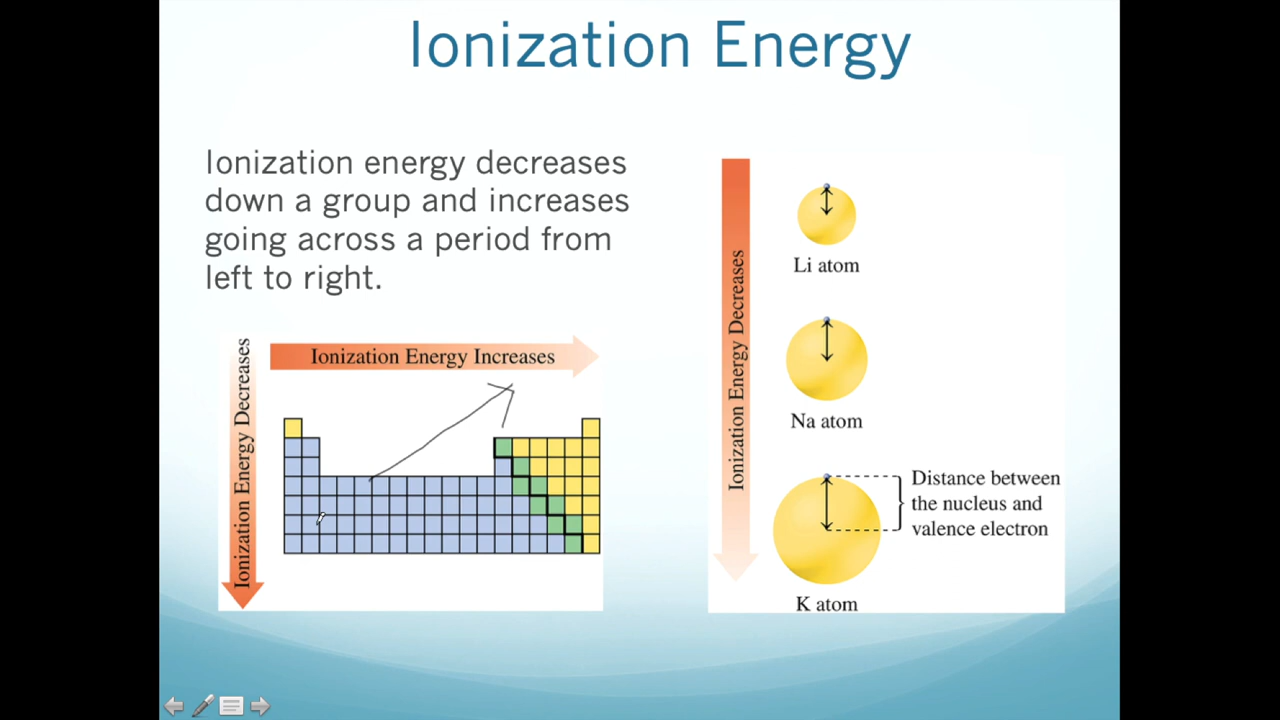 Ionization Energy
Ionization energy decreases
down a group and increases
going across a period from
left to right.
Ionization Energy Increases
Ionization Energy Decreases
Ionization Energy Decreases
Li atom
Na atom
Distance between
the nucleus and
valence electron
K atom